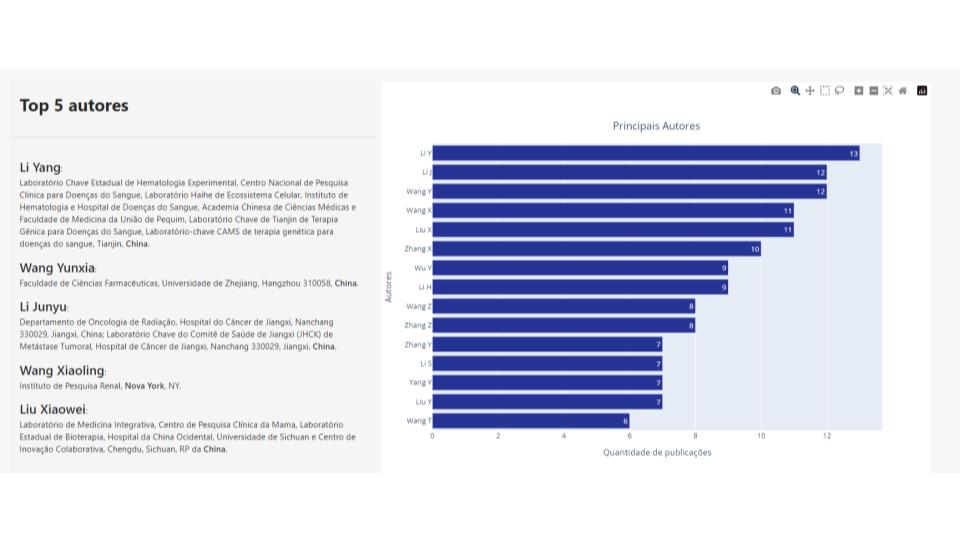 Top 5 autores
Li Yang:
Laboratório Chave Estadual de Hematologia Experimental, Centro Nacional de Pesquisa
Clínica para Doenças do Sangue, Laboratório Haihe de Ecossistema Celular, Instituto de
Hematologia e Hospital de Doenças do Sangue, Academia Chinesa de Ciências Médicas e
Faculdade de Medicina da União de Pequim, Laboratório Chave de Tianjin de Terapia
Gênica para Doenças do Sangue, Laboratório-chave CAMS de terapia genética para
doenças do sangue, Tianjin, China.
Wang Yunxia:
Faculdade de Ciências Farmacêuticas, Universidade de Zhejiang, Hangzhou 310058, China.
Li Junyu:
Departamento de Oncologia de Radiação, Hospital do Câncer de Jiangxi, Nanchang
330029, Jiangxi, China; Laboratório Chave do Comitê de Saúde de Jiangxi (JHCK) de
Metástase Tumoral, Hospital de Câncer de Jiangxi, Nanchang 330029, Jiangxi, China.
Wang Xiaoling:
Instituto de Pesquisa Renal, Nova York, NY.
Liu Xiaowei:
Laboratório de Medicina Integrativa, Centro de Pesquisa Clínica da Mama, Laboratório
Estadual de Bioterapia, Hospital da China Ocidental, Universidade de Sichuan e Centro de
Inovação Colaborativa, Chengdu, Sichuan, RP da China.
Principais Autores
Autores
Li Y 13
Li J 12
Wang Y 12
Wang X 11
Liu X 11
Zhang X 10
Wu Y 9
Li H 9
Wang Z 8
Zhang Z 8
Zhang Y 7
Li S 7
Yang Y 7
Liu Y 7
Wang T 6
0 2 4 6 8 10 12
Quantidade de publicações